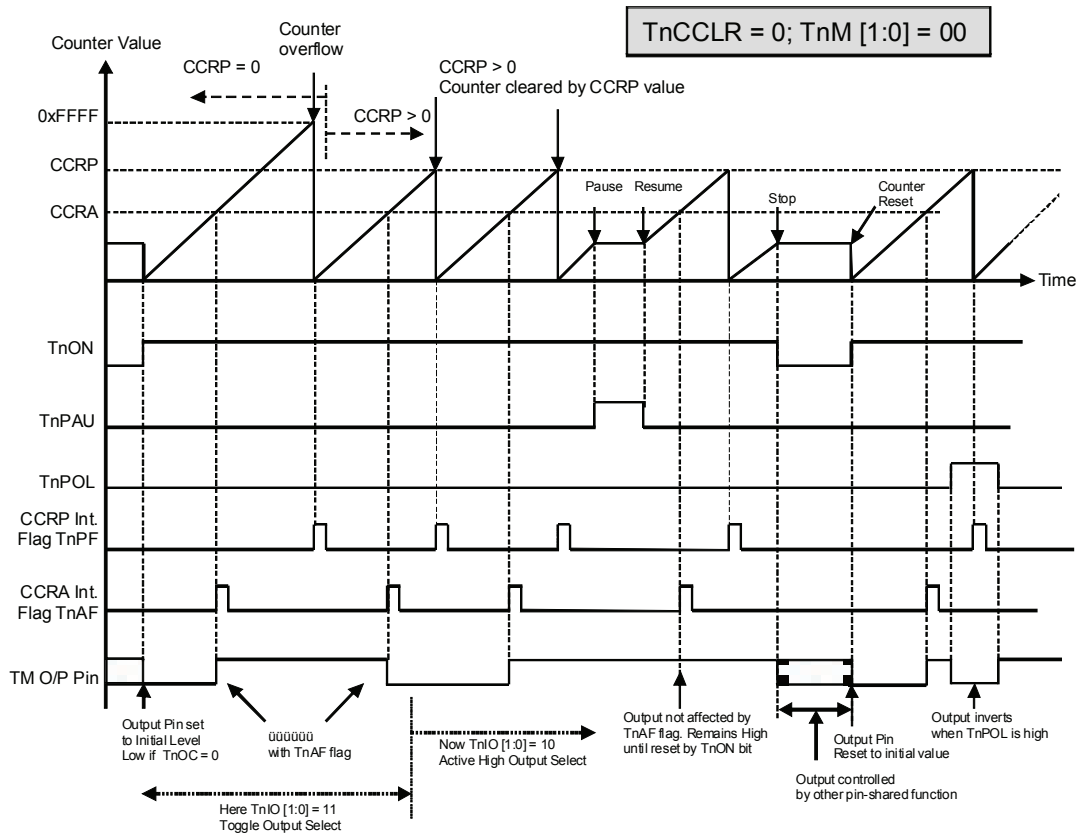 TnCCLR = 0; TnM [1:0] = 00
Counter Value
Counter
overflow
CCRP = 0
CCRP > 0
CCRP > 0
Counter cleared by CCRP value
0xFFFF
CCRP
CCRA
Pause
Resume
Stop
Counter
Reset
Time
TnON
TnPAU
TnPOL
CCRP Int.
Flag TnPF
CCRA Int.
Flag TnAF
TM O/P Pin
Output Pin set
to Initial Level
Low if TnOC = 0
üüüüüü
with TnAF flag
Now TnIO [1:0] = 10
Active High Output Select
Here TnIO [1:0] = 11
Toggle Output Select
Output not affected by
TnAF flag. Remains High
until reset by TnON bit
Output Pin
Reset to initial value
Output controlled
by other pin-shared function
Output inverts
when TnPOL is high